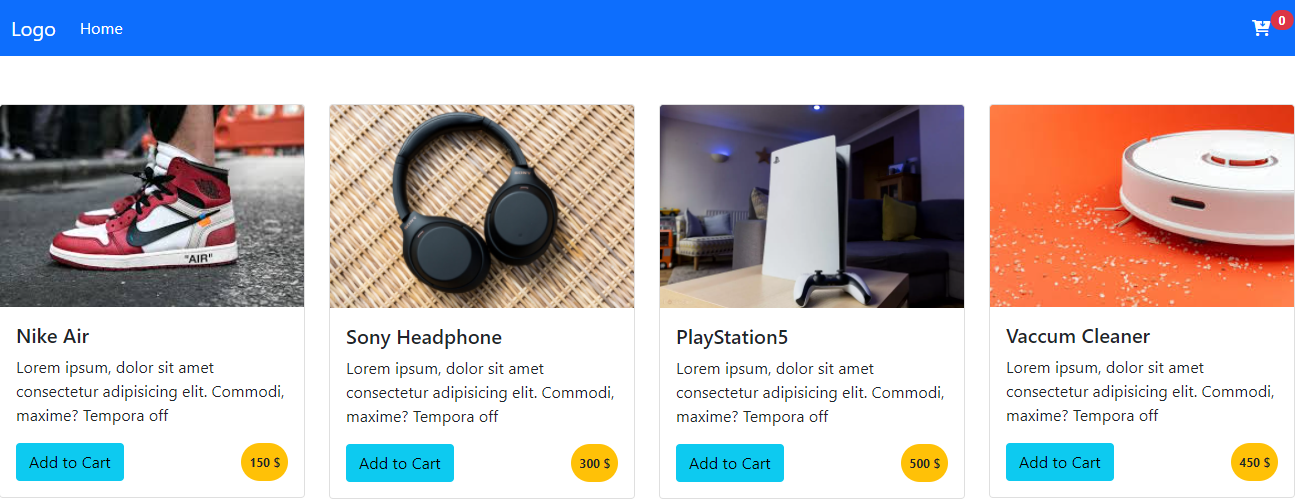 Logo Home 0
"AIR"
SONY
Nike Air
Lorem ipsum, dolor sit amet
consectetur adipisicing elit. Commodi,
maxime? Tempora off
Add to Cart 150 $
Sony Headphone
Lorem ipsum, dolor sit amet
consectetur adipisicing elit. Commodi,
maxime? Tempora off
Add to Cart 300 $
PlayStation5
Lorem ipsum, dolor sit amet
consectetur adipisicing elit. Commodi,
maxime? Tempora off
Add to Cart 500 $
Vaccum Cleaner
Lorem ipsum, dolor sit amet
consectetur adipisicing elit. Commodi,
maxime? Tempora off
Add to Cart 450 $